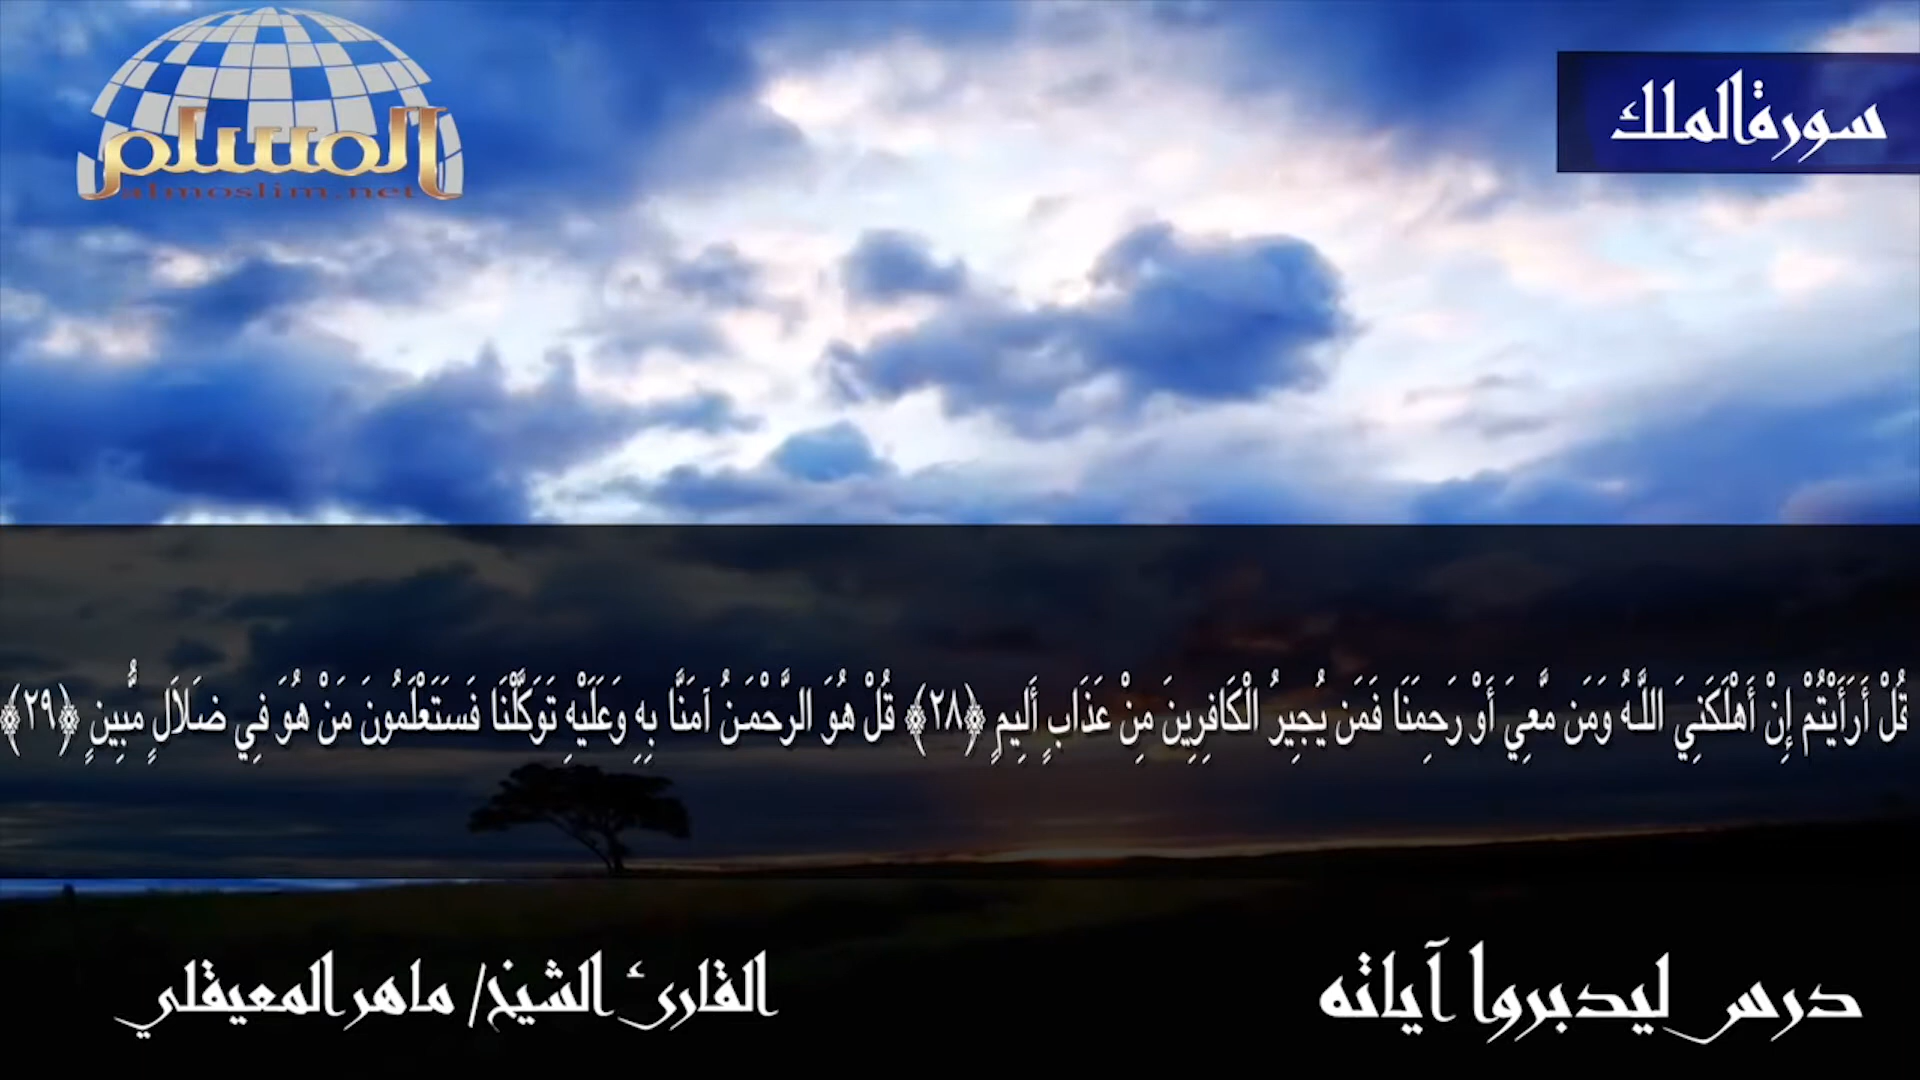 المسلم
almoslim.net
سورة الملك
قُلْ أَرَأَيْتُمْ إِنْ أَهْلَكَنِيَ اللَّهُ وَمَن مَّعِيَ أَوْ رَحِمَنَا فَمَن يُجِيرُ الْكَافِرِينَ مِنْ عَذَابٍ أَلِيمٍ ﴿٢٨﴾ قُلْ هُوَ الرَّحْمَنُ آمَنَّا بِهِ وَعَلَيْهِ تَوَكَّلْنَا فَسَتَعْلَمُونَ مَنْ هُوَ فِي ضَلَالٍ مُّبِينٍ ﴿٢٩﴾
درس ليدبروا آياته
القارئ الشيخ/ ماهر المعيقلي